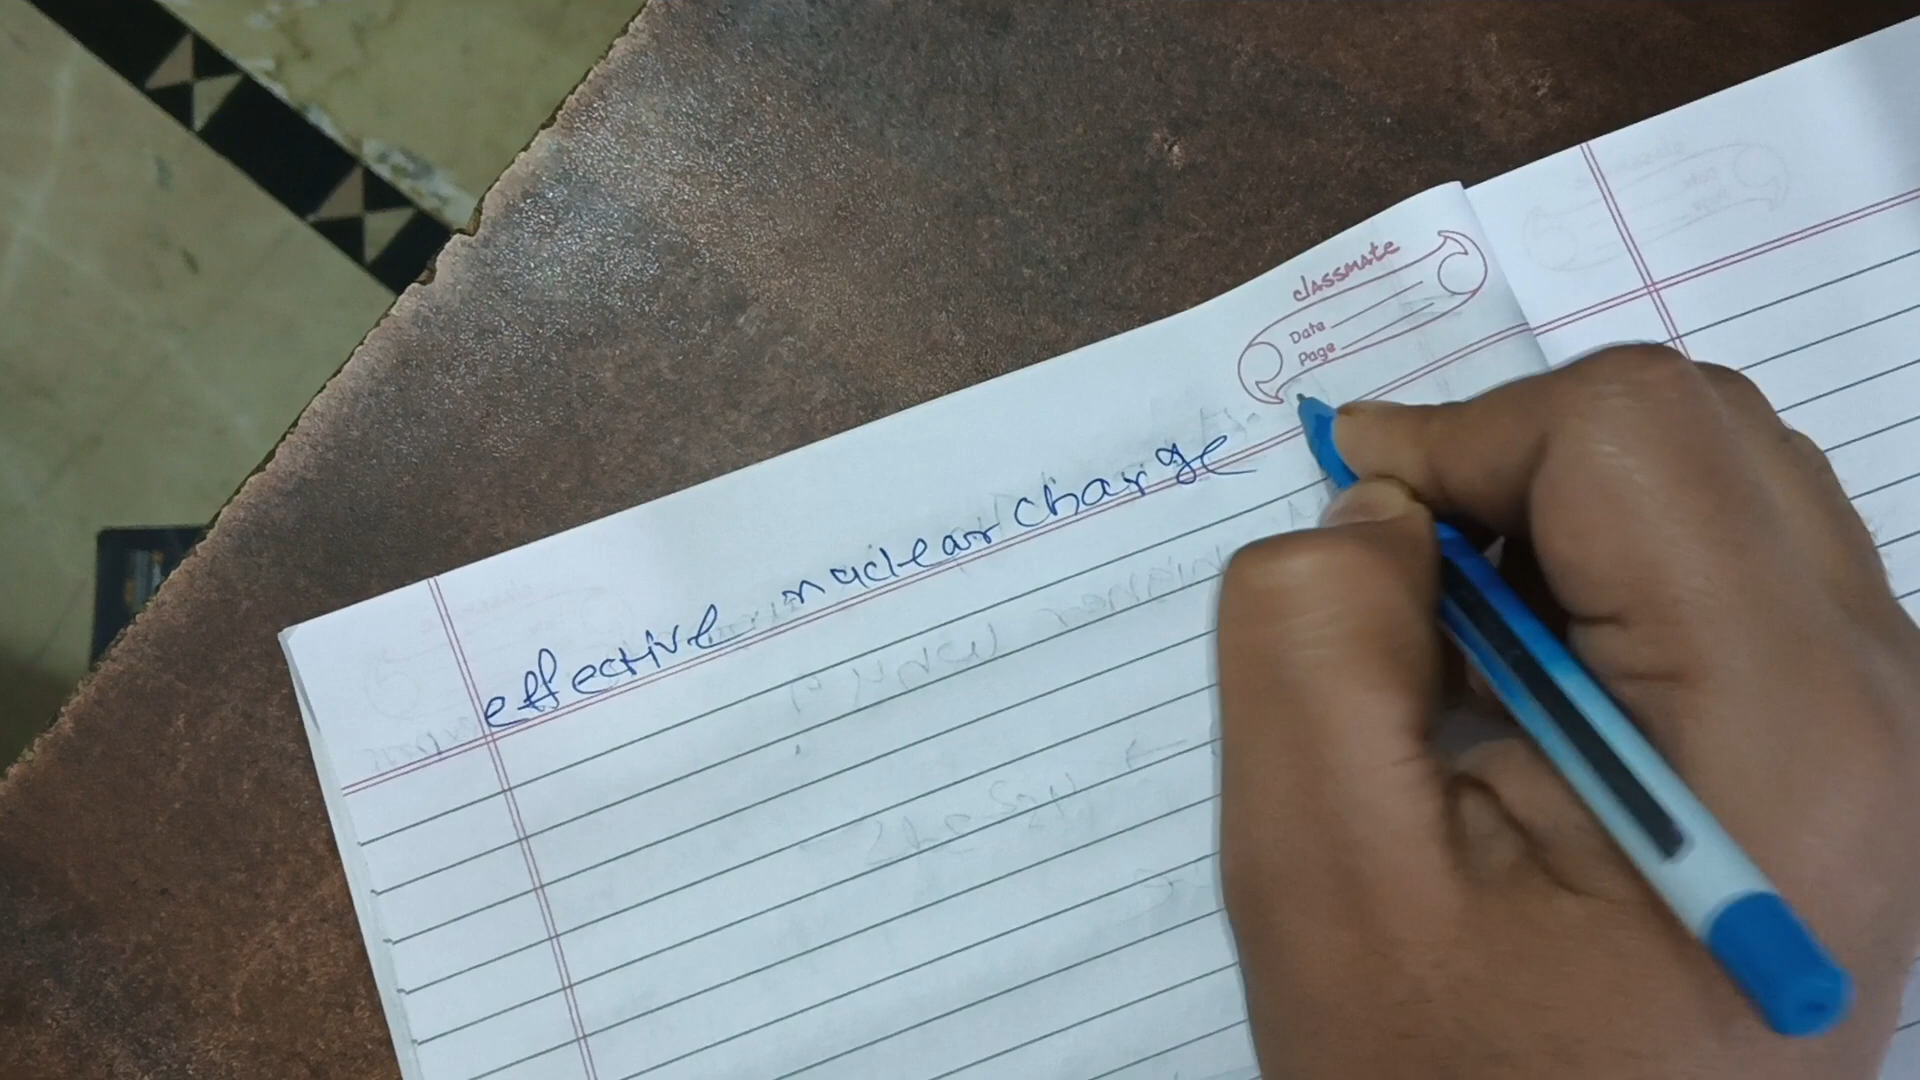 classmate
Date
Page
effective nuclear charge